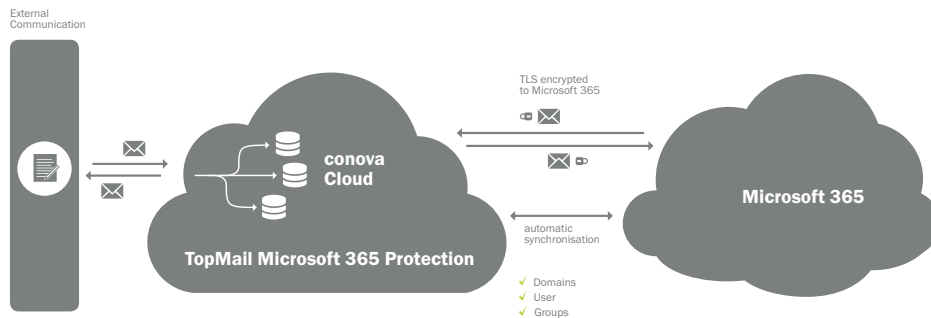 External
Communication
TLS encrypted
to Microsoft 365
conova
Cloud
Microsoft 365
automatic
synchronisation
TopMail Microsoft 365 Protection
Domains
User
Groups